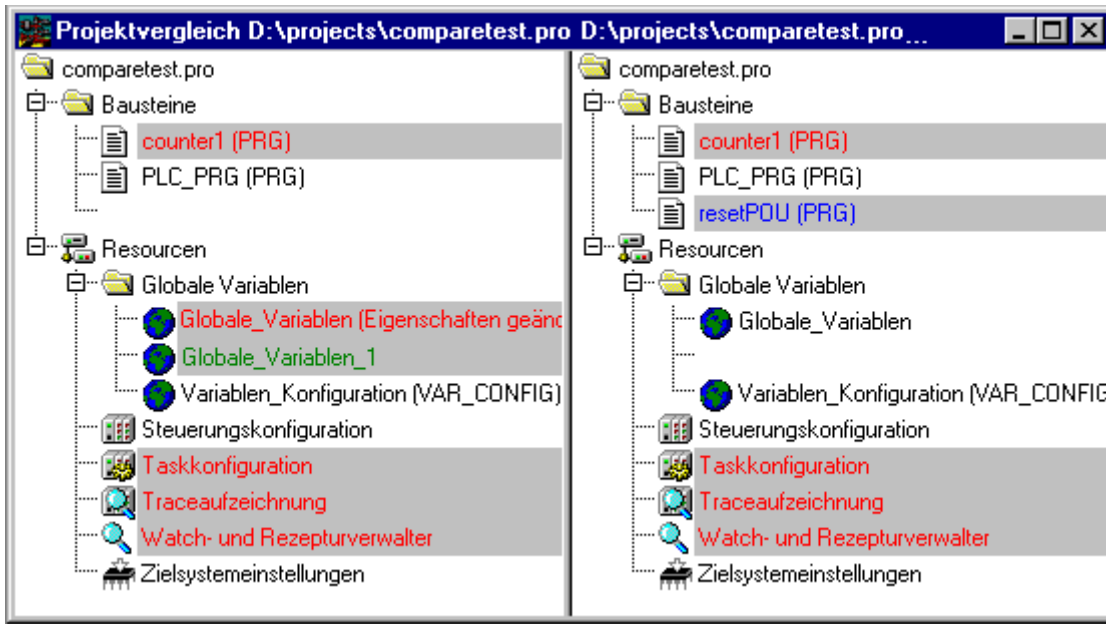 Projektvergleich D:\projects\comparetest.pro D:\projects\comparetest.pro...
comparetest.pro
Bausteine
counter1 (PRG)
PLC_PRG (PRG)
Resourcen
Globale Variablen
Globale_Variablen (Eigenschaften geänd
Globale_Variablen_1
Variablen_Konfiguration (VAR_CONFIG)
Steuerungskonfiguration
Taskkonfiguration
Traceaufzeichnung
Watch- und Rezepturverwalter
Zielsystemeinstellungen
comparetest.pro
Bausteine
counter1 (PRG)
PLC_PRG (PRG)
resetPOU (PRG)
Resourcen
Globale Variablen
Globale_Variablen
Variablen_Konfiguration (VAR_CONFIG
Steuerungskonfiguration
Taskkonfiguration
Traceaufzeichnung
Watch- und Rezepturverwalter
Zielsystemeinstellungen